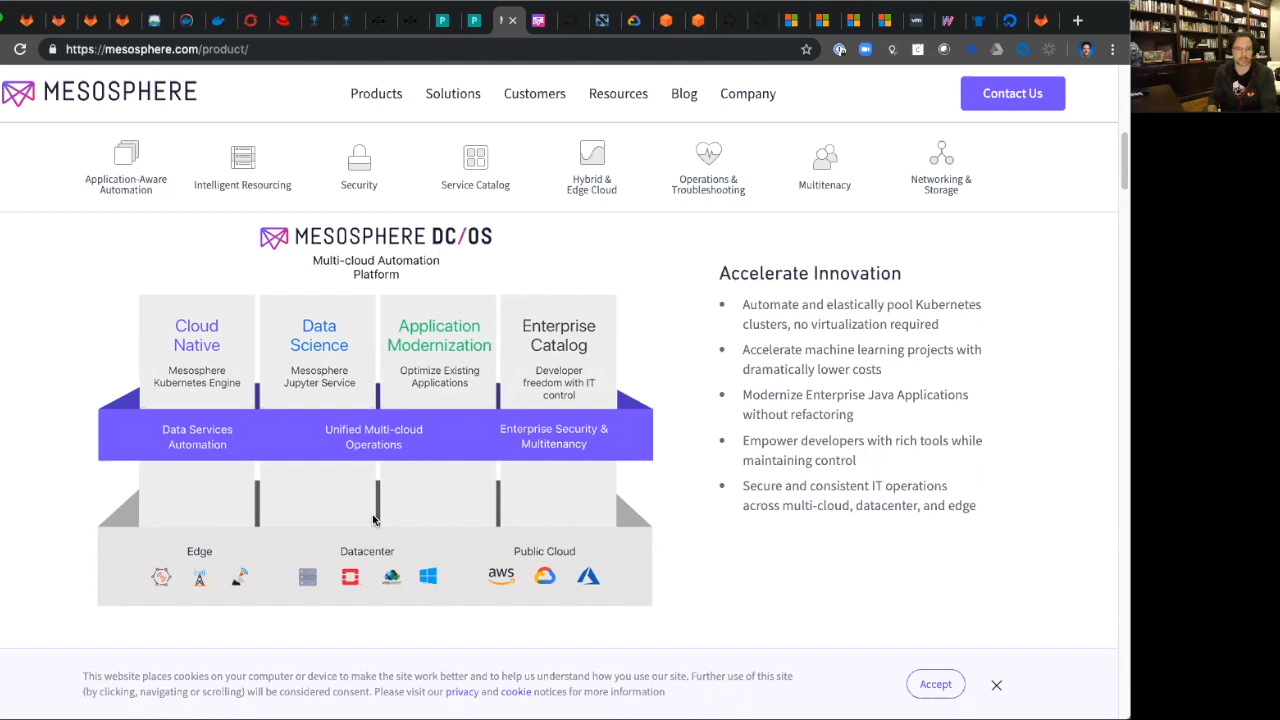 https://mesosphere.com/product/
MESOSPHERE
Products Solutions Customers Resources Blog Company
Contact Us
Application-Aware
Automation
Intelligent Resourcing
Security
Service Catalog
Hybrid &
Edge Cloud
Operations &
Troubleshooting
Multitenacy
Networking &
Storage
MESOSPHERE DC/OS
Multi-cloud Automation
Platform
Cloud
Native
Mesosphere
Kubernetes Engine
Data
Science
Mesosphere
Jupyter Service
Application
Modernization
Optimize Existing
Applications
Enterprise
Catalog
Developer
freedom with IT
control
Data Services
Automation
Unified Multi-cloud
Operations
Enterprise Security &
Multitenancy
Edge
Datacenter
vmware
Public Cloud
aws
Accelerate Innovation
• Automate and elastically pool Kubernetes
clusters, no virtualization required
• Accelerate machine learning projects with
dramatically lower costs
• Modernize Enterprise Java Applications
without refactoring
• Empower developers with rich tools while
maintaining control
• Secure and consistent IT operations
across multi-cloud, datacenter, and edge
This website places cookies on your computer or device to make the site work better and to help us understand how you use our site. Further use of this site
(by clicking, navigating or scrolling) will be considered consent. Please visit our privacy and cookie notices for more information
Accept